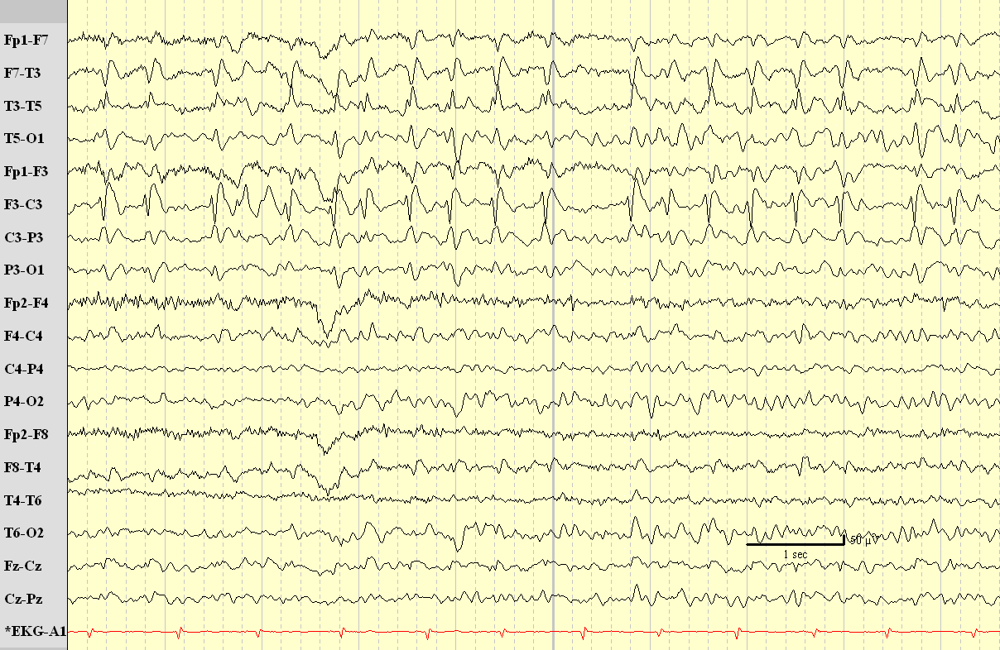 Fp1-F7
F7-T3
T3-T5
T5-O1
Fp1-F3
F3-C3
C3-P3
P3-O1
Fp2-F4
F4-C4
C4-P4
P4-O2
Fp2-F8
F8-T4
T4-T6
T6-O2
50 µV
1 sec
Fz-Cz
Cz-Pz
*EKG-A1